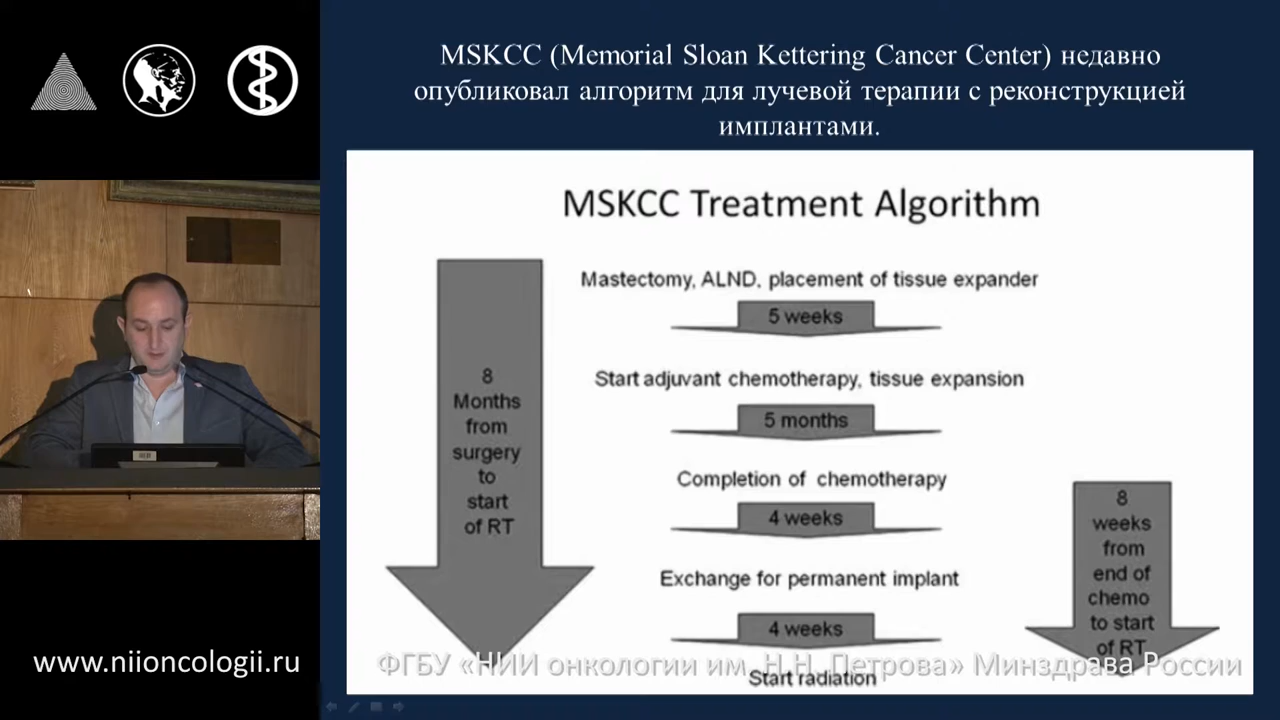 MSKCC (Memorial Sloan Kettering Cancer Center) недавно
опубликовал алгоритм для лучевой терапии с реконструкцией
имплантами.
MSKCC Treatment Algorithm
Mastectomy, ALND, placement of tissue expander
5 weeks
Start adjuvant chemotherapy, tissue expansion
5 months
Completion of chemotherapy
4 weeks
Exchange for permanent implant
4 weeks
Start radiation
8
Months
from
surgery
to
start
of RT
8
weeks
from
end of
chemo
to start
of RT
www.niioncologii.ru
ФГБУ «НИИ онкологии им. Н.Н. Петрова» Минздрава России